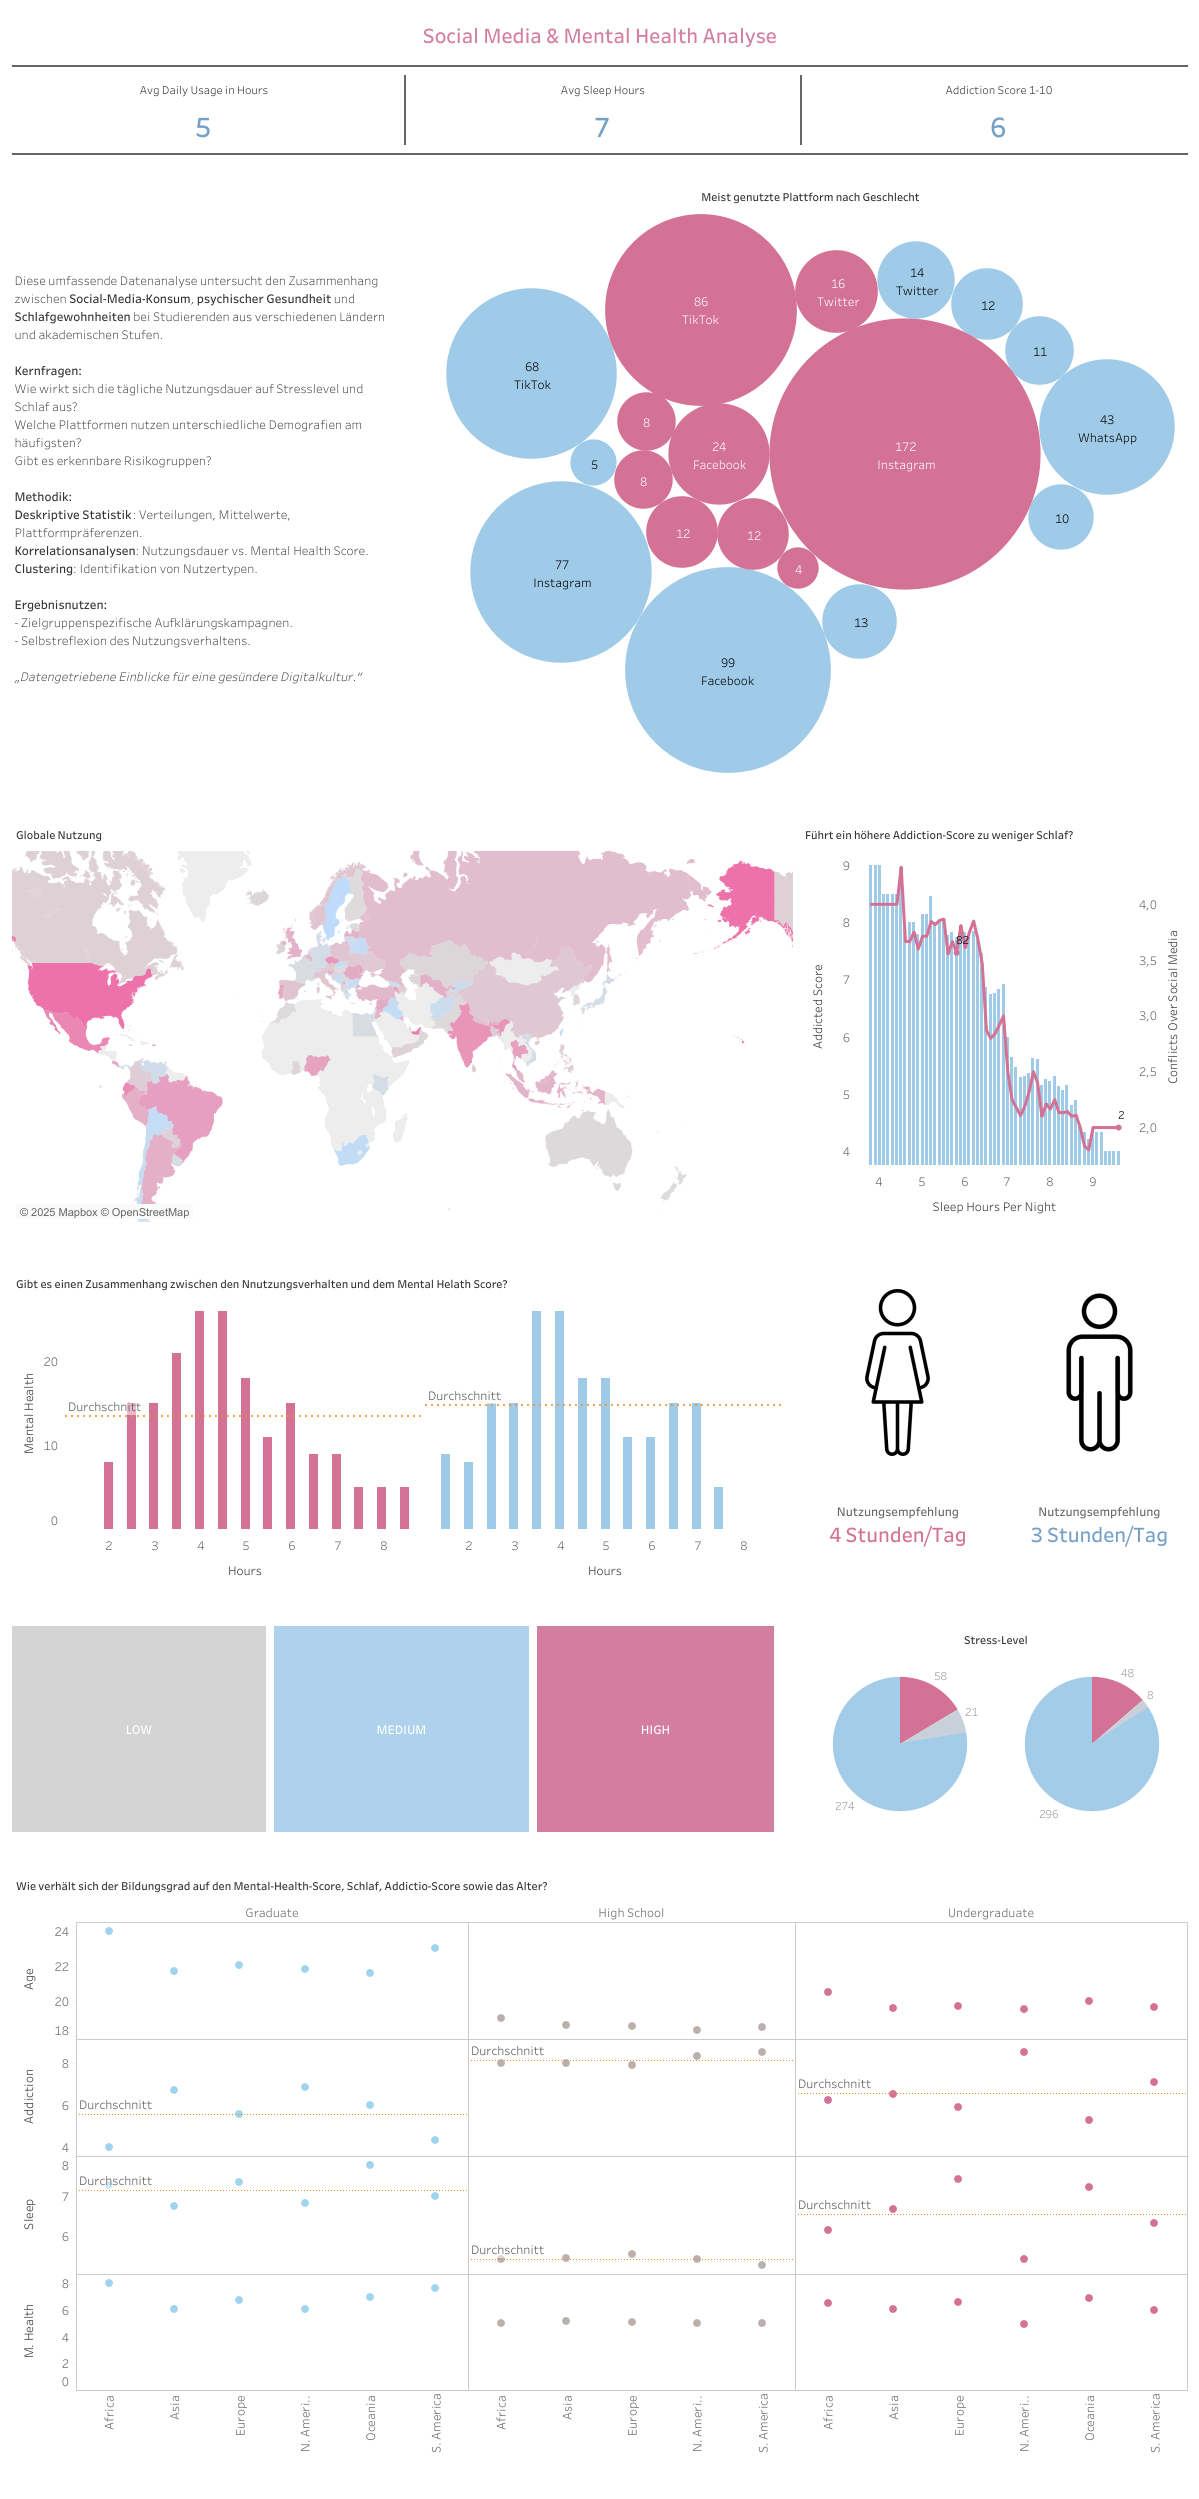 Social Media & Mental Health Analyse
Avg Daily Usage in Hours
5
Avg Sleep Hours
7
Addiction Score 1-10
6
Diese umfassende Datenanalyse untersucht den Zusammenhang
zwischen Social-Media-Konsum, psychischer Gesundheit und
Schlafgewohnheiten bei Studierenden aus verschiedenen Ländern
und akademischen Stufen.
Kernfragen:
Wie wirkt sich die tägliche Nutzungsdauer auf Stresslevel und
Schlaf aus?
Welche Plattformen nutzen unterschiedliche Demografien am
häufigsten?
Gibt es erkennbare Risikogruppen?
Methodik:
Deskriptive Statistik: Verteilungen, Mittelwerte,
Plattformpräferenzen.
Korrelationsanalysen: Nutzungsdauer vs. Mental Health Score.
Clustering: Identifikation von Nutzertypen.
Ergebnisnutzen:
- Zielgruppenspezifische Aufklärungskampagnen.
- Selbstreflexion des Nutzungsverhaltens.
„Datengetriebene Einblicke für eine gesündere Digitalkultur.“
Meist genutzte Plattform nach Geschlecht
86
TikTok
16
Twitter
14
Twitter
12
11
68
TikTok
43
WhatsApp
8
24
Facebook
172
Instagram
5
8
10
12
12
4
77
Instagram
13
99
Facebook
Globale Nutzung
© 2025 Mapbox © OpenStreetMap
Führt ein höhere Addiction-Score zu weniger Schlaf?
Addicted Score
9
8
7
6
5
4
82
2
4,0
3,5
3,0
2,5
2,0
Conflicts Over Social Media
4 5 6 7 8 9
Sleep Hours Per Night
Gibt es einen Zusammenhang zwischen den Nnutzungsverhalten und dem Mental Helath Score?
Mental Health
20
10
0
Durchschnitt
Durchschnitt
2 3 4 5 6 7 8
2 3 4 5 6 7 8
Hours
Hours
Nutzungsempfehlung
4 Stunden/Tag
Nutzungsempfehlung
3 Stunden/Tag
LOW
MEDIUM
HIGH
Stress-Level
58
21
274
48
8
296
Wie verhält sich der Bildungsgrad auf den Mental-Health-Score, Schlaf, Addictio-Score sowie das Alter?
Graduate
High School
Undergraduate
Age
24
22
20
18
Addiction
8
6
4
Durchschnitt
Durchschnitt
Durchschnitt
Sleep
8
7
6
Durchschnitt
Durchschnitt
Durchschnitt
M. Health
8
6
4
2
0
Africa
Asia
Europe
N. Ameri..
Oceania
S. America
Africa
Asia
Europe
N. Ameri..
S. America
Africa
Asia
Europe
N. Ameri..
Oceania
S. America